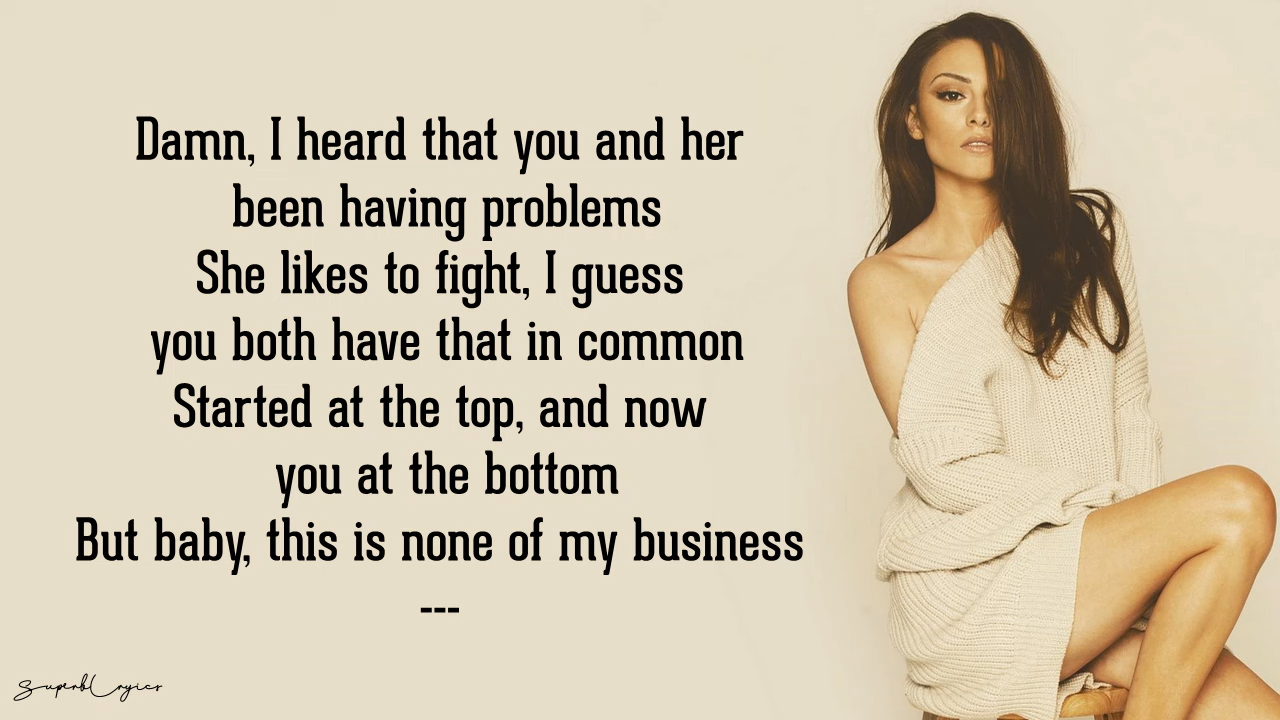 Damn, I heard that you and her
been having problems
She likes to fight, I guess
you both have that in common
Started at the top, and now
you at the bottom
But baby, this is none of my business
---
SuperbLyrics